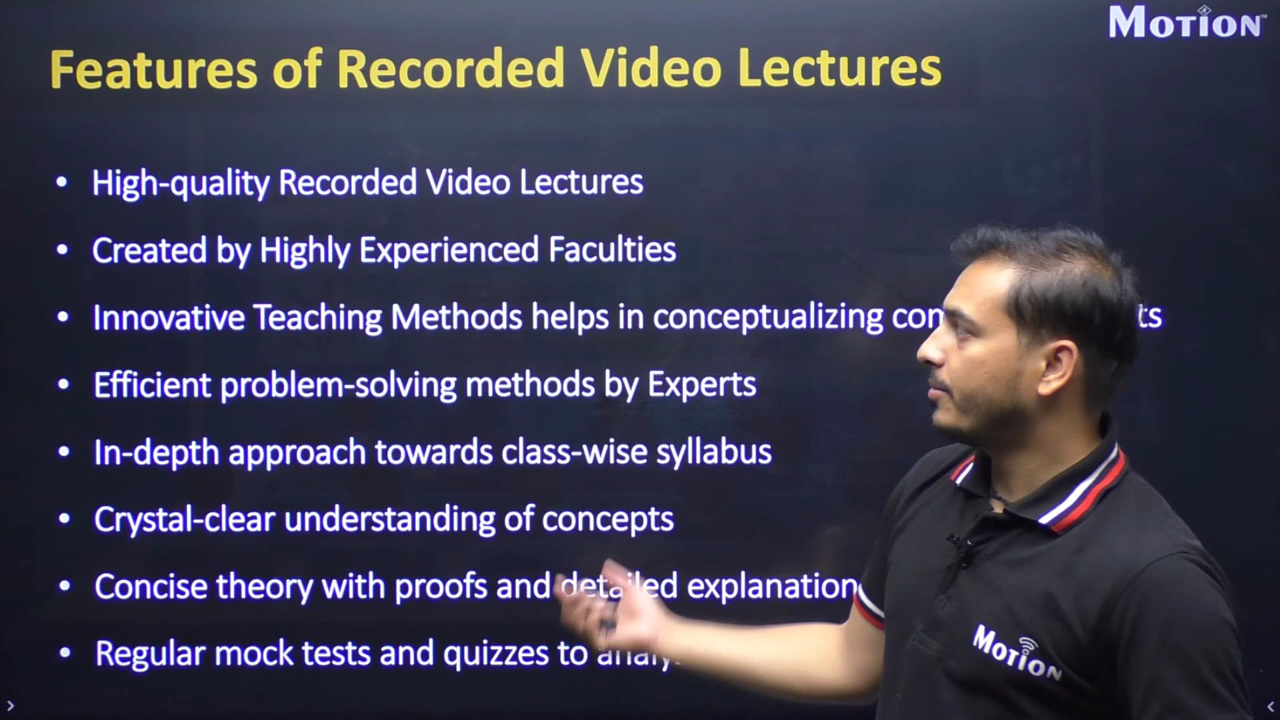 MOTION
Features of Recorded Video Lectures
• High-quality Recorded Video Lectures
• Created by Highly Experienced Faculties
• Innovative Teaching Methods helps in conceptualizing
• Efficient problem-solving methods by Experts
• In-depth approach towards class-wise syllabus
• Crystal-clear understanding of concepts
• Concise theory with proofs and detailed explanation
• Regular mock tests and quizzes to
MOTION